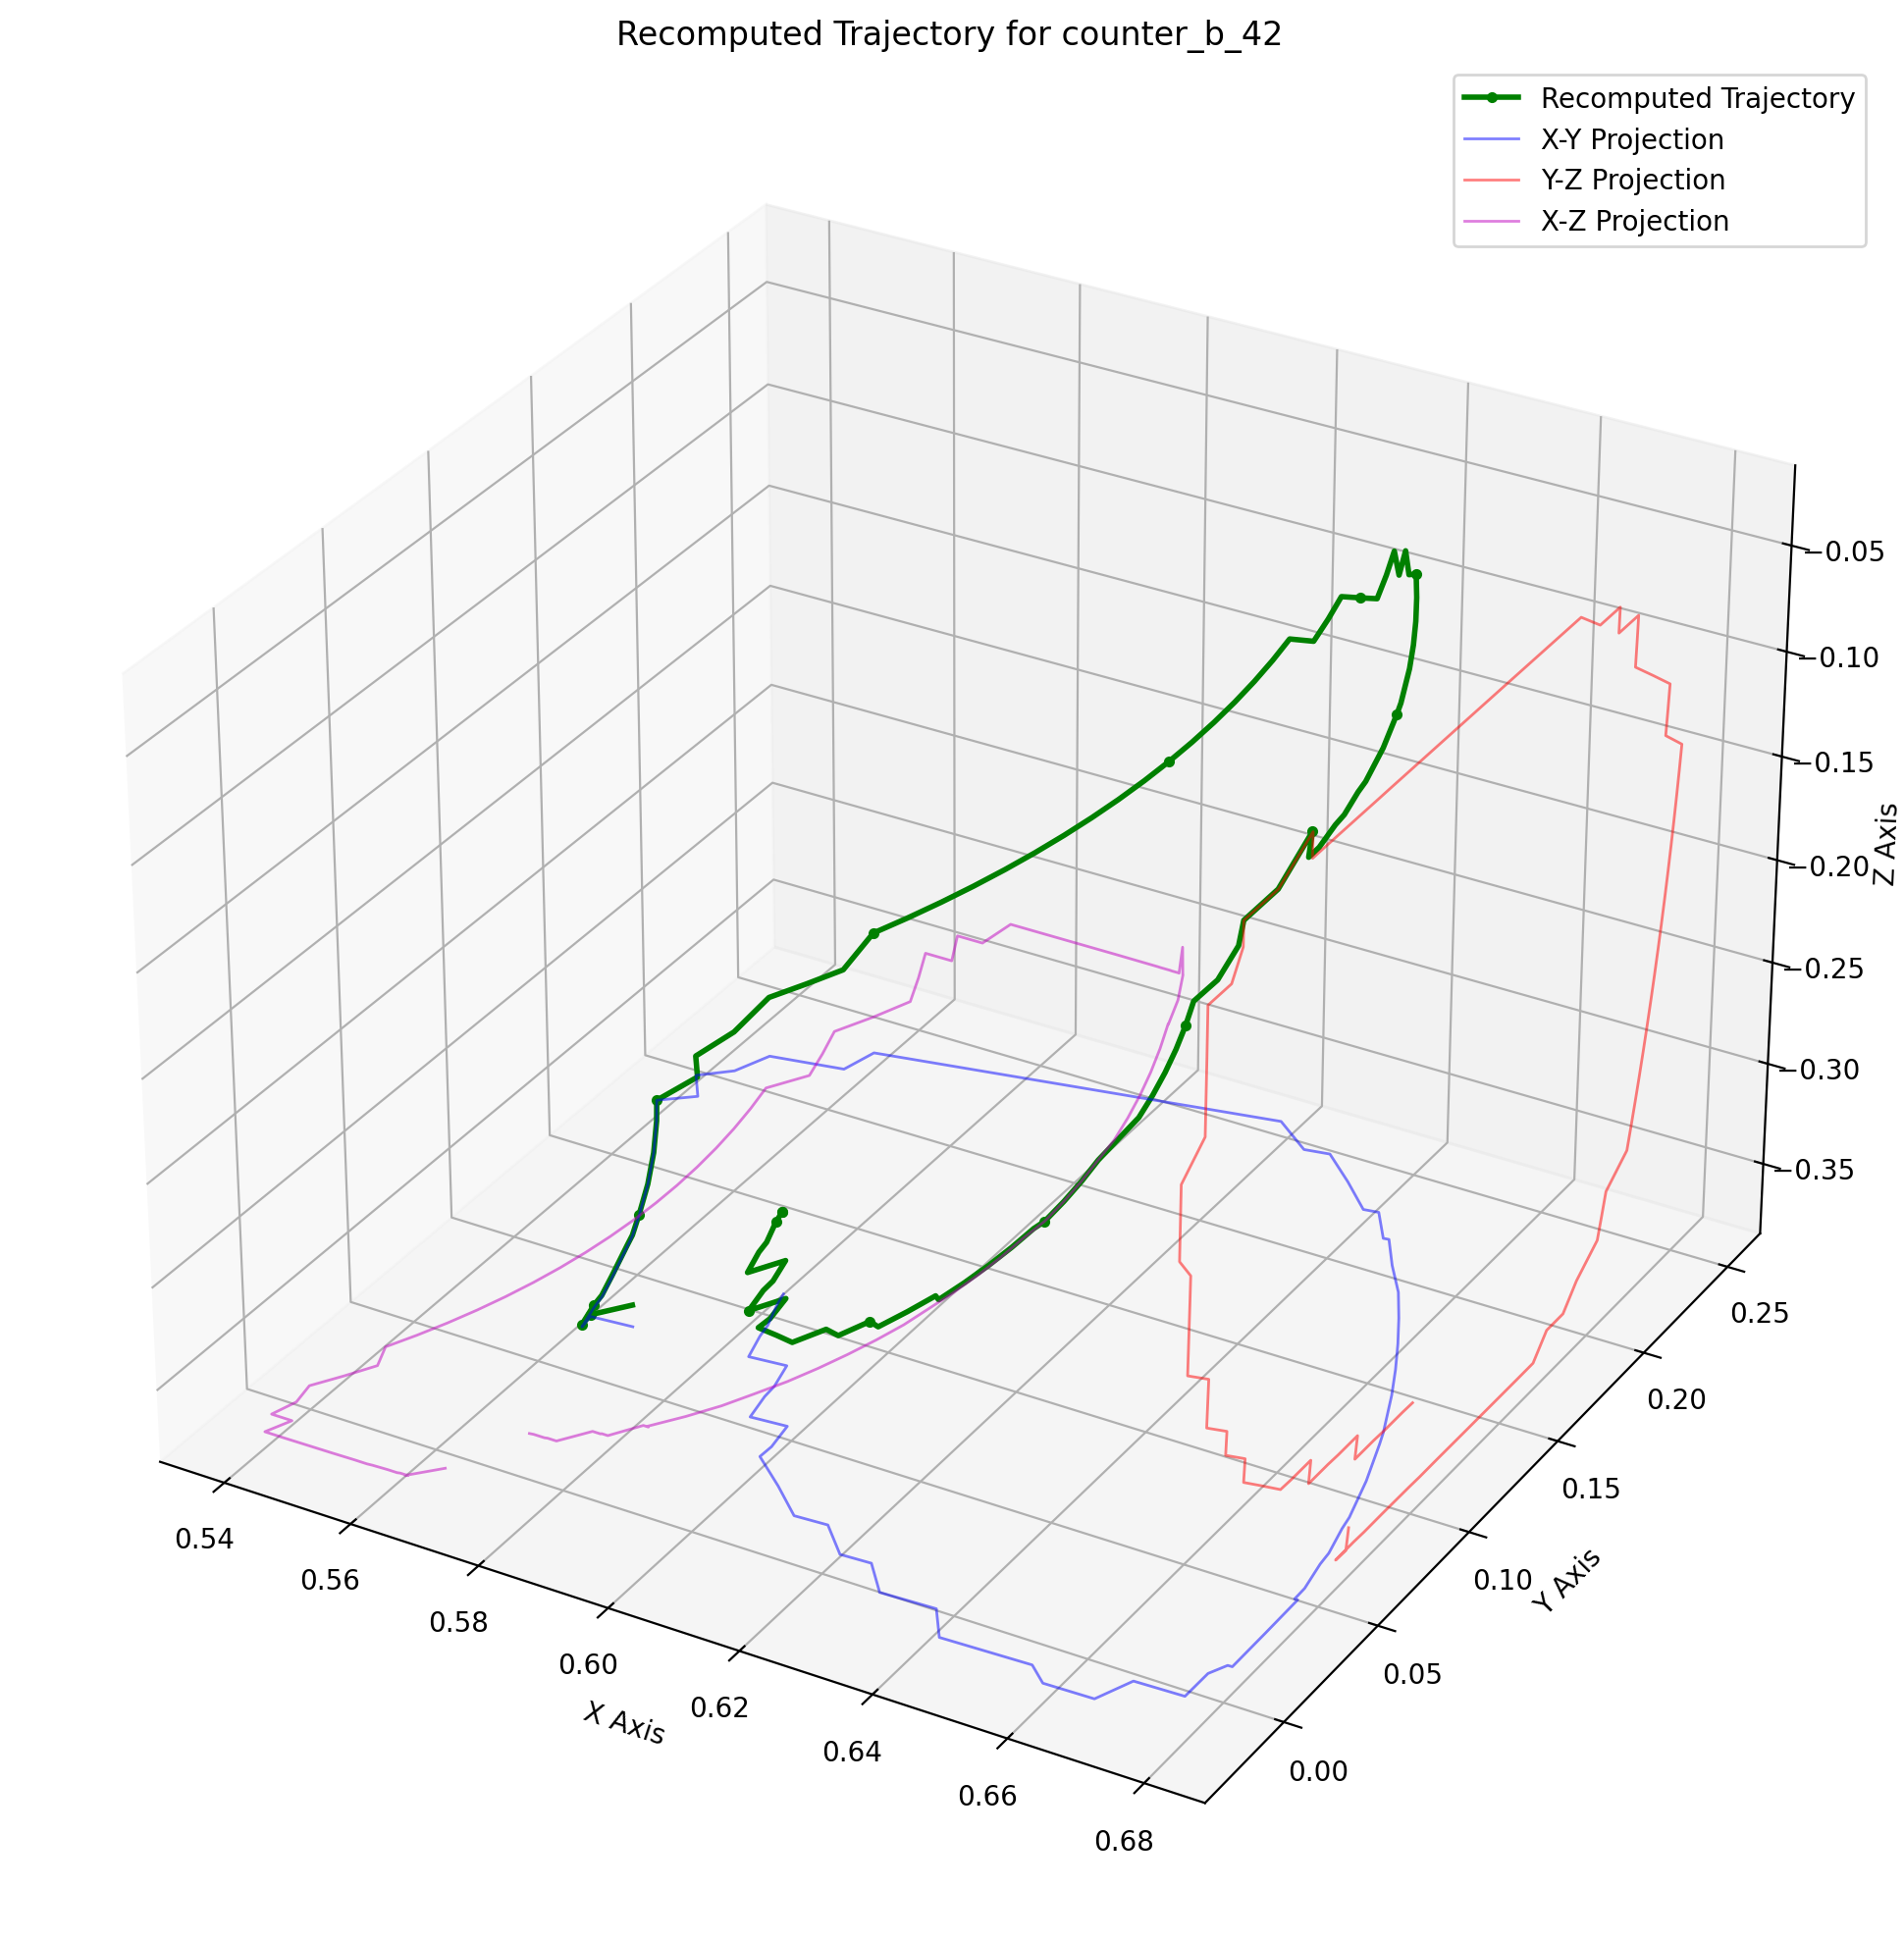 Recomputed Trajectory for counter_b_42
Recomputed Trajectory
X-Y Projection
Y-Z Projection
X-Z Projection
−0.05
−0.10
−0.15
−0.20
−0.25
−0.30
−0.35
Z Axis
0.54
0.56
0.58
0.60
0.62
0.64
0.66
0.68
X Axis
0.25
0.20
0.15
0.10
0.05
0.00
Y Axis